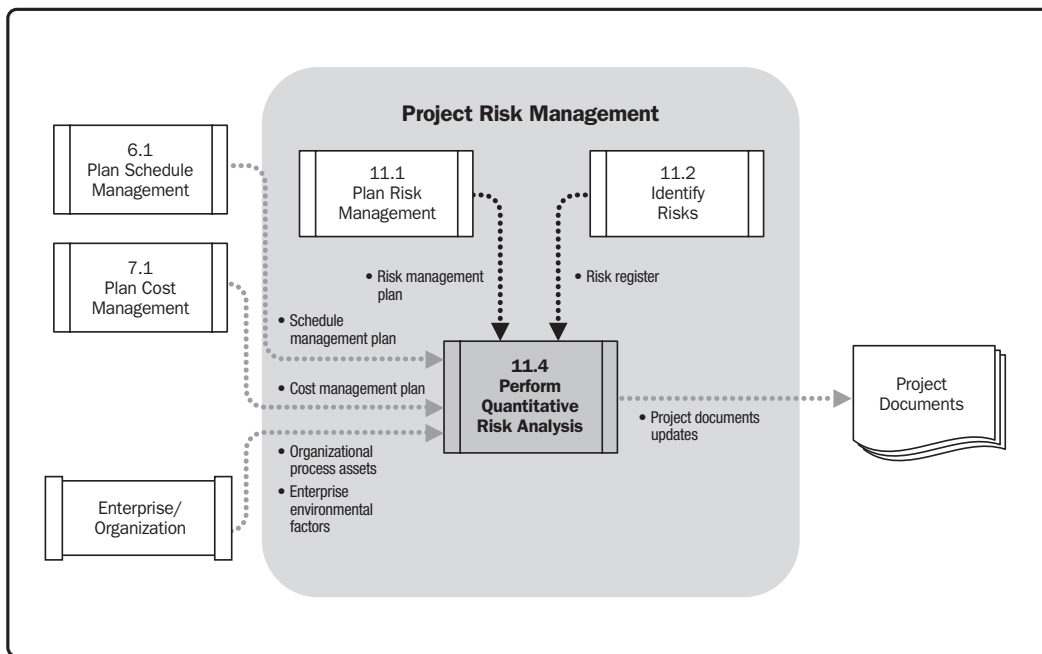 Project Risk Management
6.1
Plan Schedule
Management
11.1
Plan Risk
Management
11.2
Identify
Risks
7.1
Plan Cost
Management
• Risk management
plan
• Risk register
• Schedule
management plan
11.4
Perform
Quantitative
Risk Analysis
Project
Documents
• Cost management plan
• Project documents
updates
• Organizational
process assets
• Enterprise
environmental
factors
Enterprise/
Organization